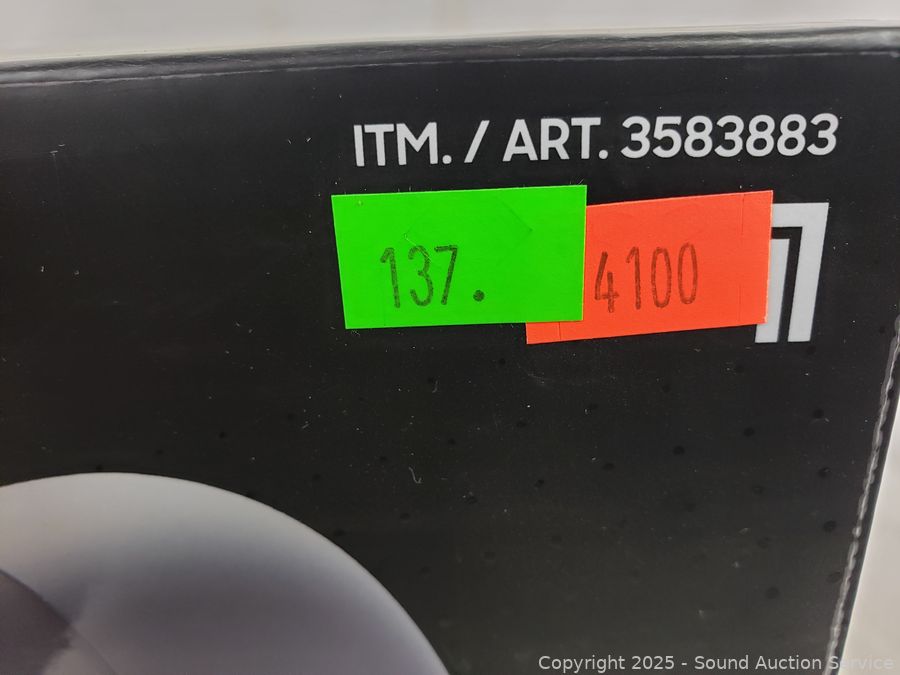 ITM. / ART. 3583883
137.
4100
Copyright 2025 - Sound Auction Service